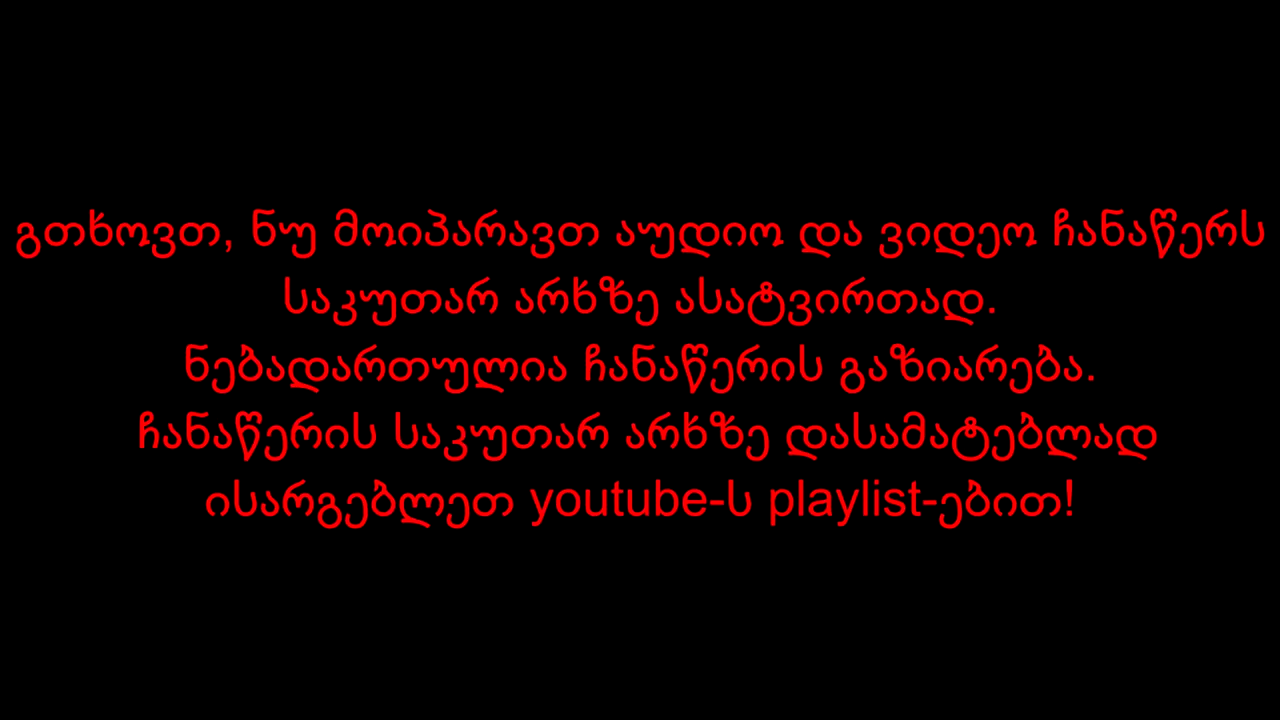 გთხოვთ, ნუ მოიპარავთ აუდიო და ვიდეო ჩანაწერს
საკუთარ არხზე ასატვირთად.
ნებადართულია ჩანაწერის გაზიარება.
ჩანაწერის საკუთარ არხზე დასამატებლად
ისარგებლეთ youtube-ს playlist-ებით!